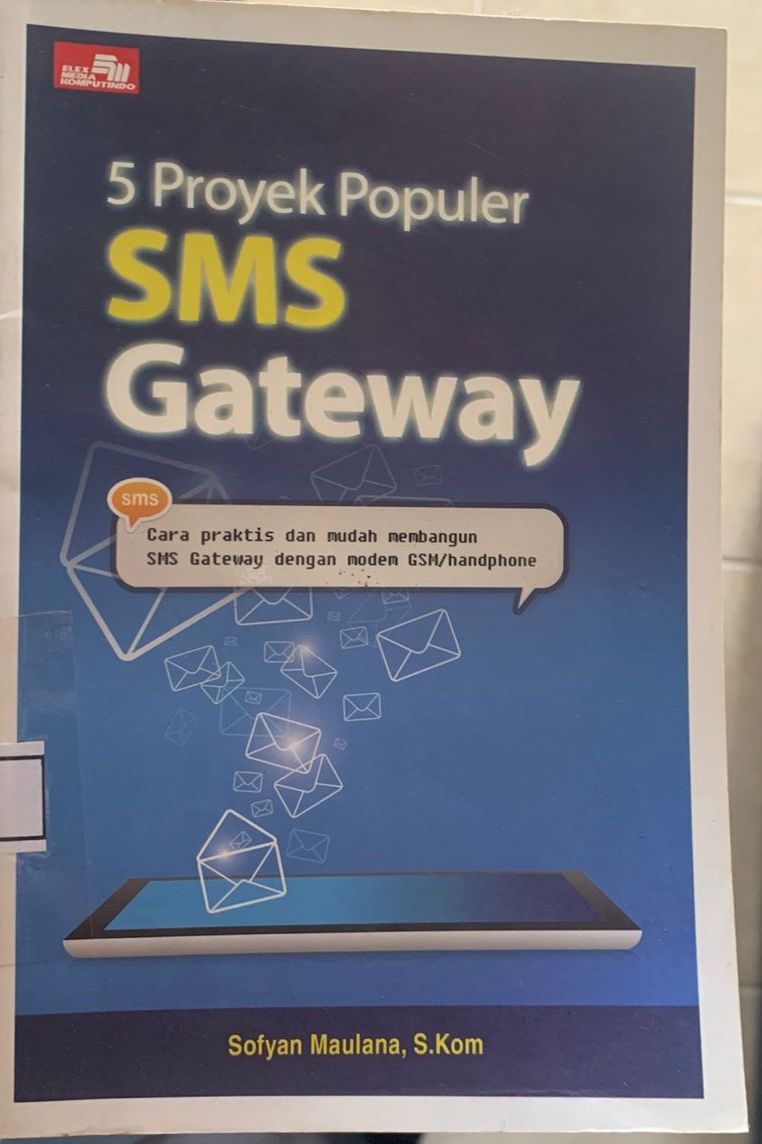 ELEX
MEDIA
KOMPUTINDO
5 Proyek Populer
SMS
Gateway
sms
Cara praktis dan mudah membangun
SMS Gateway dengan modem GSM/handphone
Sofyan Maulana, S.Kom